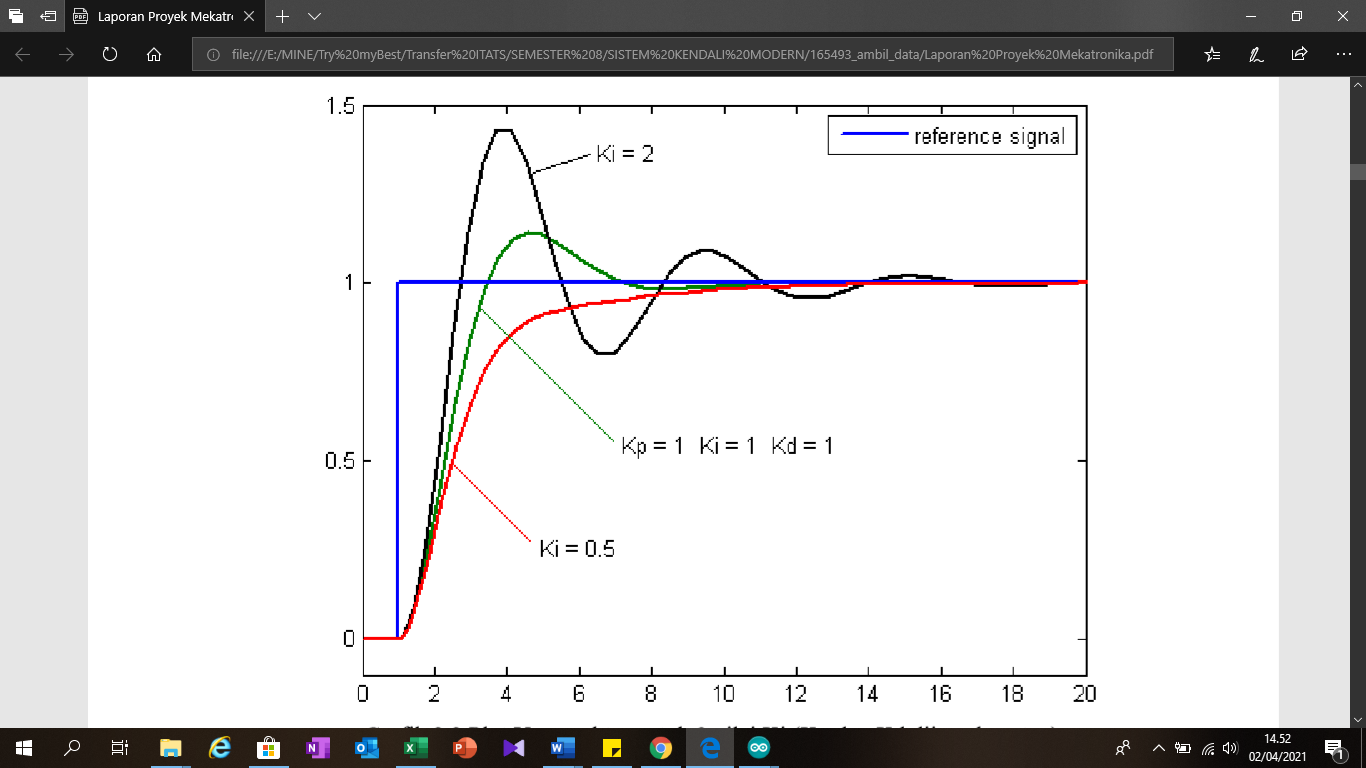 Laporan Proyek Mekatr
file:///E:/MINE/Try%20myBest/Transfer%20ITATS/SEMESTER%208/SISTEM%20KENDALI%20MODERN/165493_ambil_data/Laporan%20Proyek%20Mekatronika.pdf
1.5
reference signal
Ki = 2
1
Kp = 1 Ki = 1 Kd = 1
0.5
Ki = 0.5
0
0 2 4 6 8 10 12 14 16 18 20
14.52
02/04/2021
1